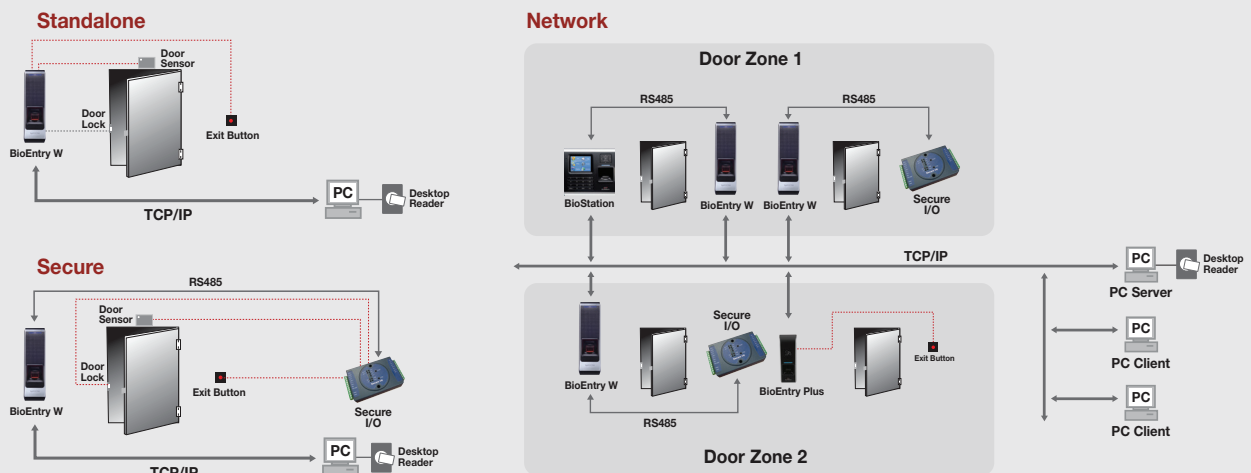 Standalone
Door
Sensor
Door
Lock
BioEntry W
Exit Button
TCP/IP
PC
Desktop
Reader
Secure
RS485
Door
Sensor
Door
Lock
BioEntry W
Exit Button
Secure
I/O
TCP/IP
PC
Desktop
Reader
Network
Door Zone 1
RS485
RS485
BioStation
BioEntry W
BioEntry W
Secure
I/O
TCP/IP
PC
Desktop
Reader
PC Server
PC
PC Client
PC
PC Client
Secure
I/O
BioEntry W
BioEntry Plus
Exit Button
RS485
Door Zone 2